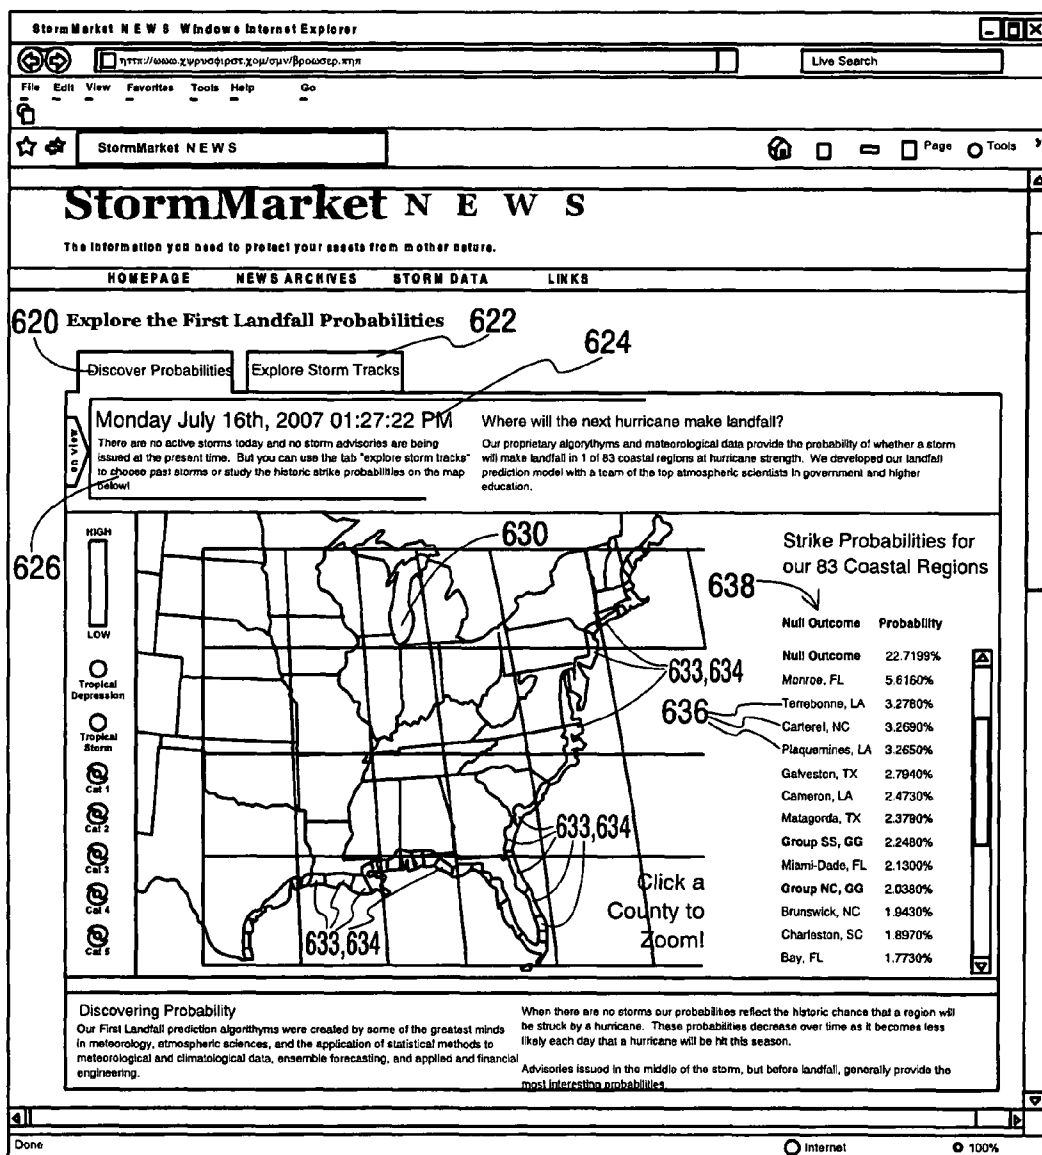 StormMarket N E W S Windows Internet Explorer
ηττπ://ωωω.χψρυσφιρστ.χομ/σμν/βροωσερ.πηπ
Live Search
File Edit View Favorites Tools Help Go
StormMarket N E W S
Page Tools
StormMarket N E W S
The information you need to protect your assets from mother nature.
HOMEPAGE NEWS ARCHIVES STORM DATA LINKS
620 Explore the First Landfall Probabilities 622
624
Discover Probabilities Explore Storm Tracks
on view
Monday July 16th, 2007 01:27:22 PM
There are no active storms today and no storm advisories are being
issued at the present time. But you can use the tab "explore storm tracks"
to choose past storms or study the historic strike probabilities on the map
below!
Where will the next hurricane make landfall?
Our proprietary algorythyms and mateorological data provide the probability of whether a storm
will make landfall in 1 of 83 coastal regions at hurricane strength. We developed our landfall
prediction model with a team of the top atmospheric scientists in government and higher
education.
626
HIGH
LOW
Tropical
Depression
Tropical
Storm
Cat 1
Cat 2
Cat 3
Cat 4
Cat 5
630
633,634
633,634
633,634
Click a
County to
Zoom!
Strike Probabilities for
our 83 Coastal Regions
638
Null Outcome Probability
Null Outcome 22.7199%
Monroe, FL 5.6160%
636
Terrebonne, LA 3.2780%
Carterel, NC 3.2690%
Plaquemines, LA 3.2650%
Galveston, TX 2.7940%
Cameron, LA 2.4730%
Matagorda, TX 2.3790%
Group SS, GG 2.2480%
Miami-Dade, FL 2.1300%
Group NC, GG 2.0380%
Brunswick, NC 1.9430%
Charleston, SC 1.8970%
Bay, FL 1.7730%
Discovering Probability
Our First Landfall prediction algorithyms were created by some of the greatest minds
in meteorology, atmospheric sciences, and the application of statistical methods to
meteorological and climatological data, ensemble forecasting, and applied and financial
engineering.
When there are no storms our probabilities reflect the historic chance that a region will
be struck by a hurricane. These probabilities decrease over time as it becomes less
likely each day that a hurricane will be hit this season.
Advisories issued in the middle of the storm, but before landfall, generally provide the
most interesting probabilities
Done
Internet 100%